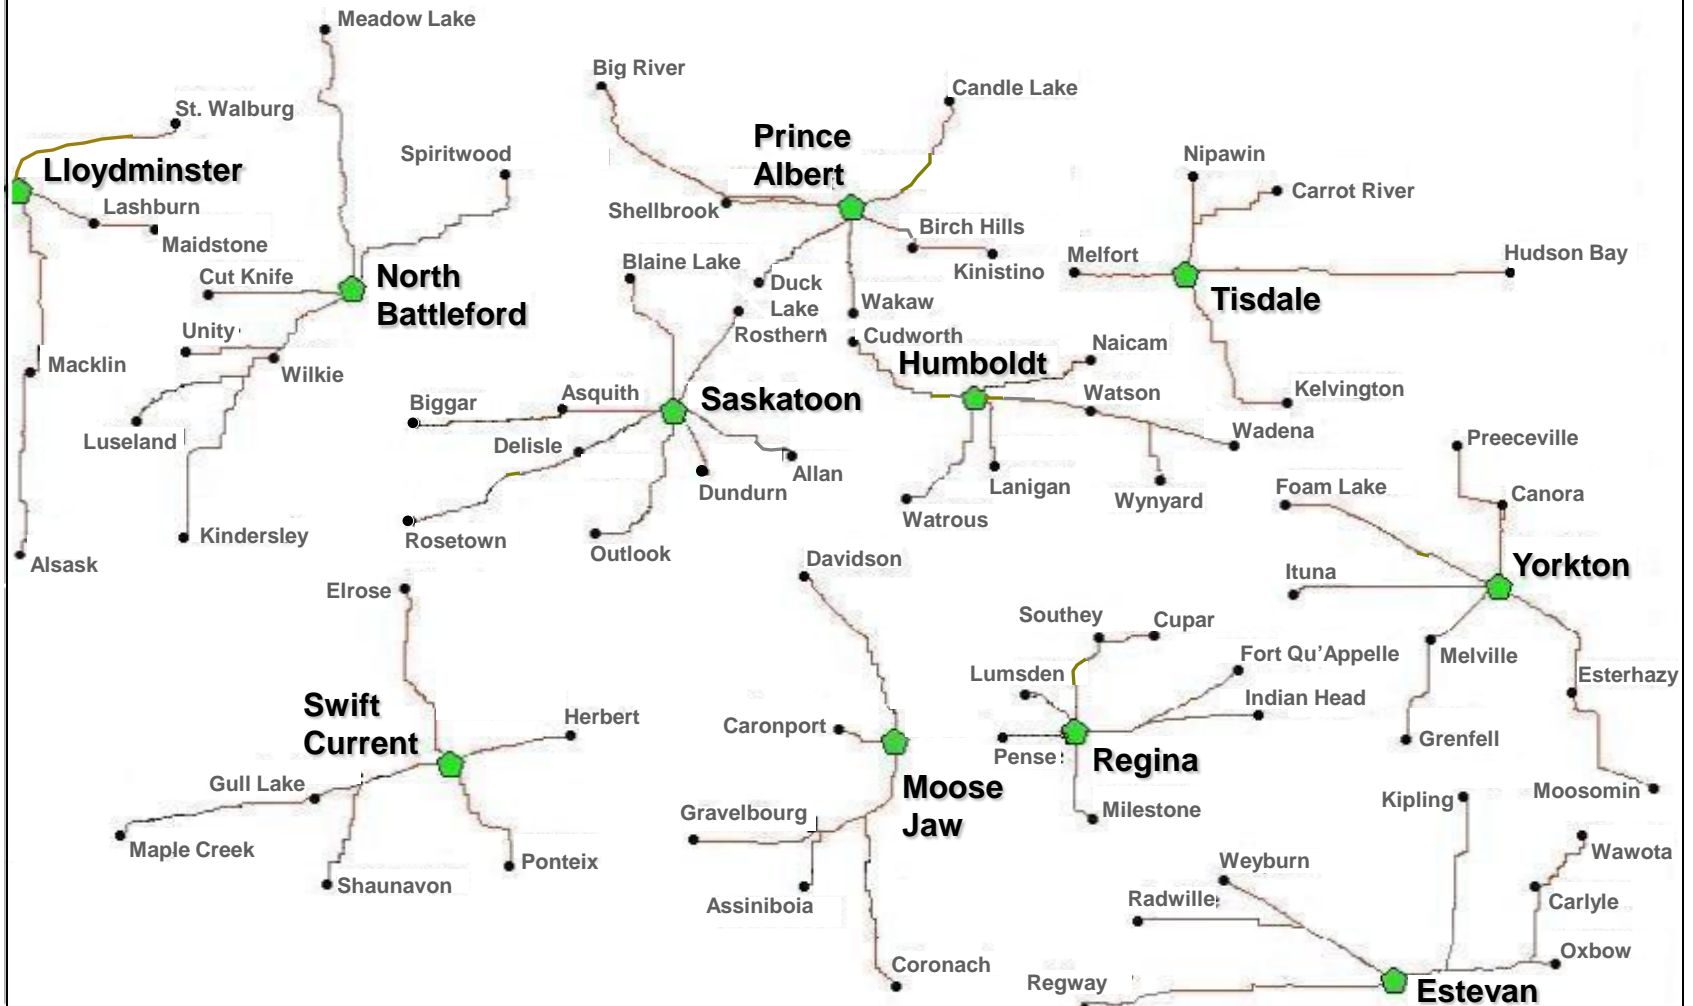 Meadow Lake
Big River
Candle Lake
St. Walburg
Prince
Albert
Spiritwood
Nipawin
Lloydminster
Carrot River
Lashburn
Shellbrook
Birch Hills
Maidstone
Melfort
Hudson Bay
Blaine Lake
Kinistino
Cut Knife
North
Battleford
Duck
Lake
Tisdale
Wakaw
Unity
Rosthern
Cudworth
Naicam
Macklin
Wilkie
Humboldt
Asquith
Saskatoon
Watson
Kelvington
Biggar
Luseland
Delisle
Wadena
Preeceville
Allan
Dundurn
Lanigan
Foam Lake
Canora
Wynyard
Watrous
Kindersley
Rosetown
Outlook
Davidson
Alsask
Yorkton
Ituna
Elrose
Southey
Cupar
Fort Qu’Appelle
Melville
Lumsden
Esterhazy
Indian Head
Swift
Current
Herbert
Caronport
Grenfell
Pense
Regina
Gull Lake
Moose
Jaw
Moosomin
Kipling
Gravelbourg
Milestone
Maple Creek
Wawota
Ponteix
Weyburn
Shaunavon
Radwille
Carlyle
Assiniboia
Oxbow
Coronach
Regway
Estevan